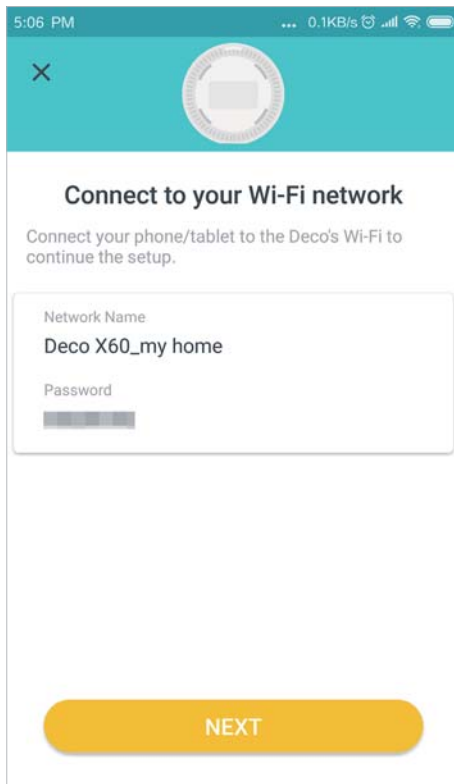 5:06 PM ... 0.1KB/s
Connect to your Wi-Fi network
Connect your phone/tablet to the Deco's Wi-Fi to
continue the setup.
Network Name
Deco X60_my home
Password
NEXT